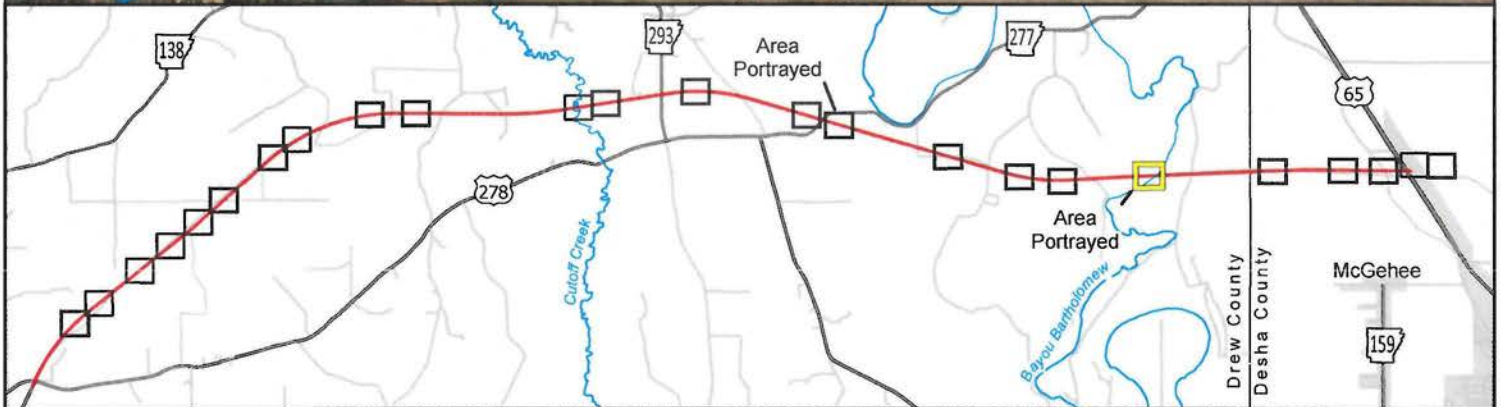 138
293
Area
Portrayed
277
65
278
Cutoff Creek
Area
Portrayed
Bayou Bartholomew
Drew County
Desha County
McGehee
159